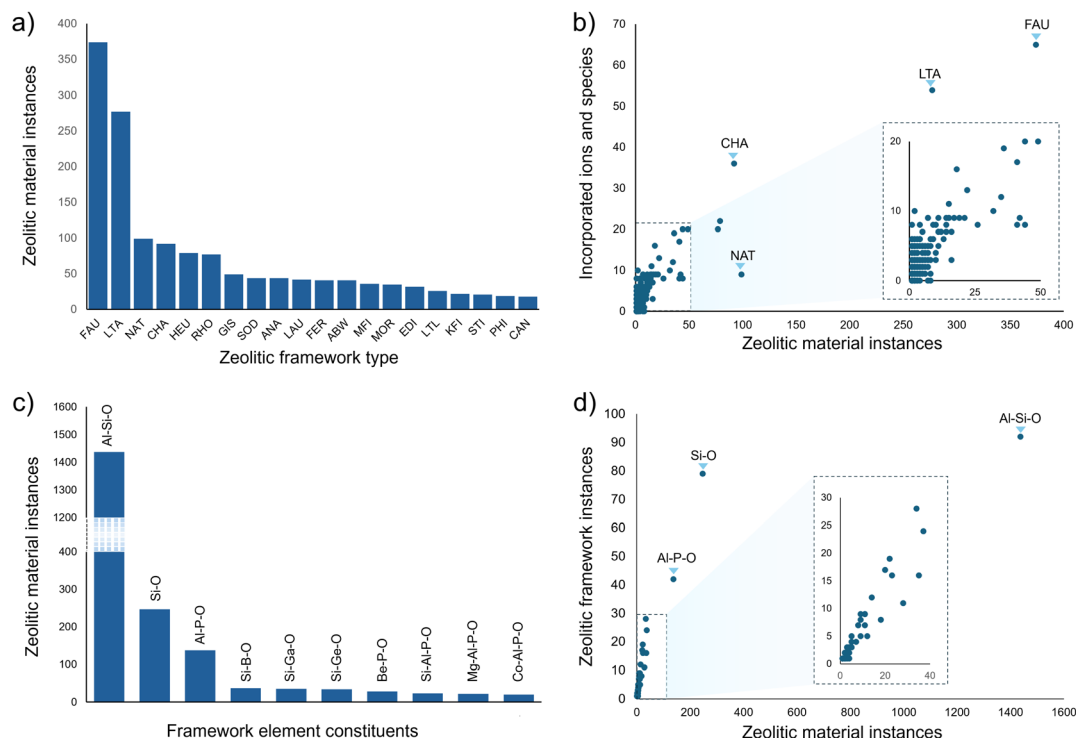 a)
400
350
300
250
200
150
100
50
0
Zeolitic material instances
FAU
LTA
NAT
CHA
HEU
RHO
GIS
SOD
ANA
LAU
FER
ABW
MFI
MOR
EDI
LTL
KFI
STI
PHI
CAN
Zeolitic framework type
b)
70
60
50
40
30
20
10
0
Incorporated ions and species
FAU
LTA
CHA
NAT
20
10
0
0
25
50
0
50
100
150
200
250
300
350
400
Zeolitic material instances
c)
1600
1500
1400
1300
1200
400
300
200
100
0
Zeolitic material instances
Al-Si-O
Si-O
Al-P-O
Si-B-O
Si-Ga-O
Si-Ge-O
Be-P-O
Si-Al-P-O
Mg-Al-P-O
Co-Al-P-O
Framework element constituents
d)
100
90
80
70
60
50
40
30
20
10
0
Zeolitic framework instances
Al-Si-O
Si-O
Al-P-O
30
25
20
15
10
5
0
0
20
40
0
200
400
600
800
1000
1200
1400
1600
Zeolitic material instances